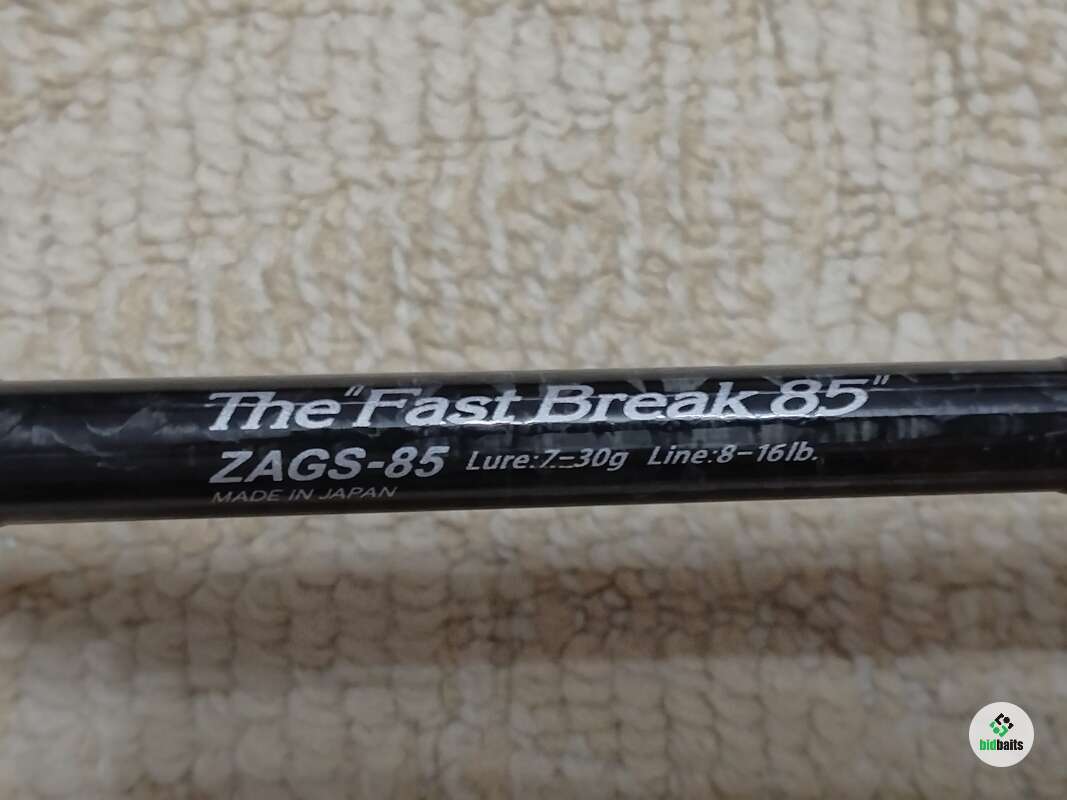 The "Fast Break 85"
ZAGS-85 Lure:7-30g Line:8-16lb.
MADE IN JAPAN
bidbaits